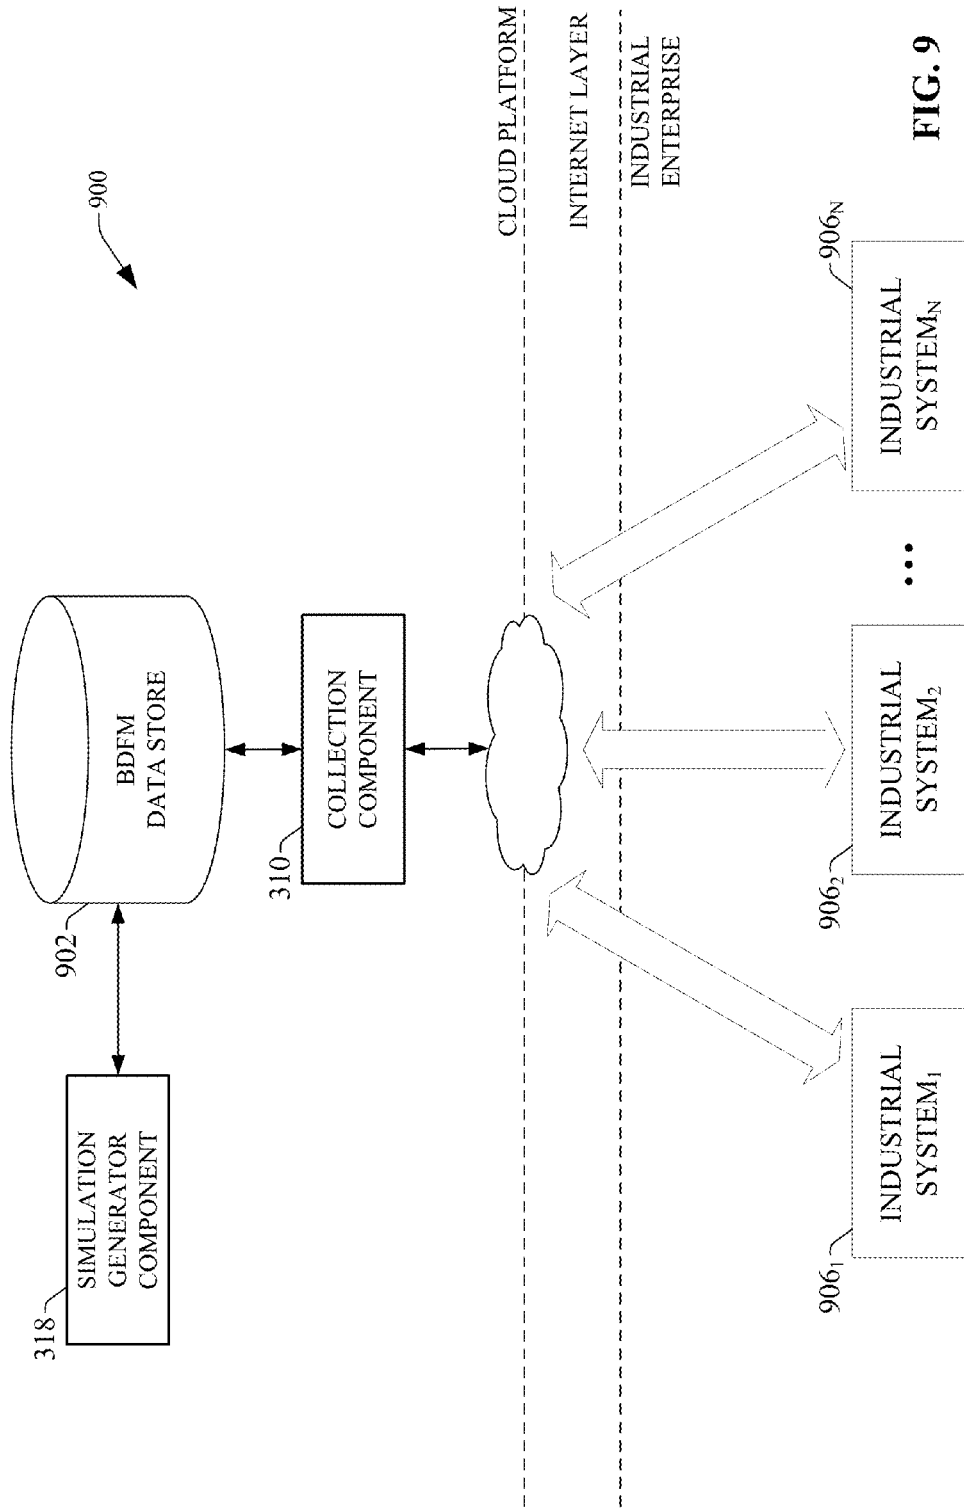 900
BDFM
DATA STORE
902
SIMULATION
GENERATOR
COMPONENT
318
COLLECTION
COMPONENT
310
CLOUD PLATFORM
INTERNET LAYER
INDUSTRIAL
ENTERPRISE
INDUSTRIAL
SYSTEM₁
906₁
INDUSTRIAL
SYSTEM₂
906₂
...
INDUSTRIAL
SYSTEMN
906N
FIG. 9